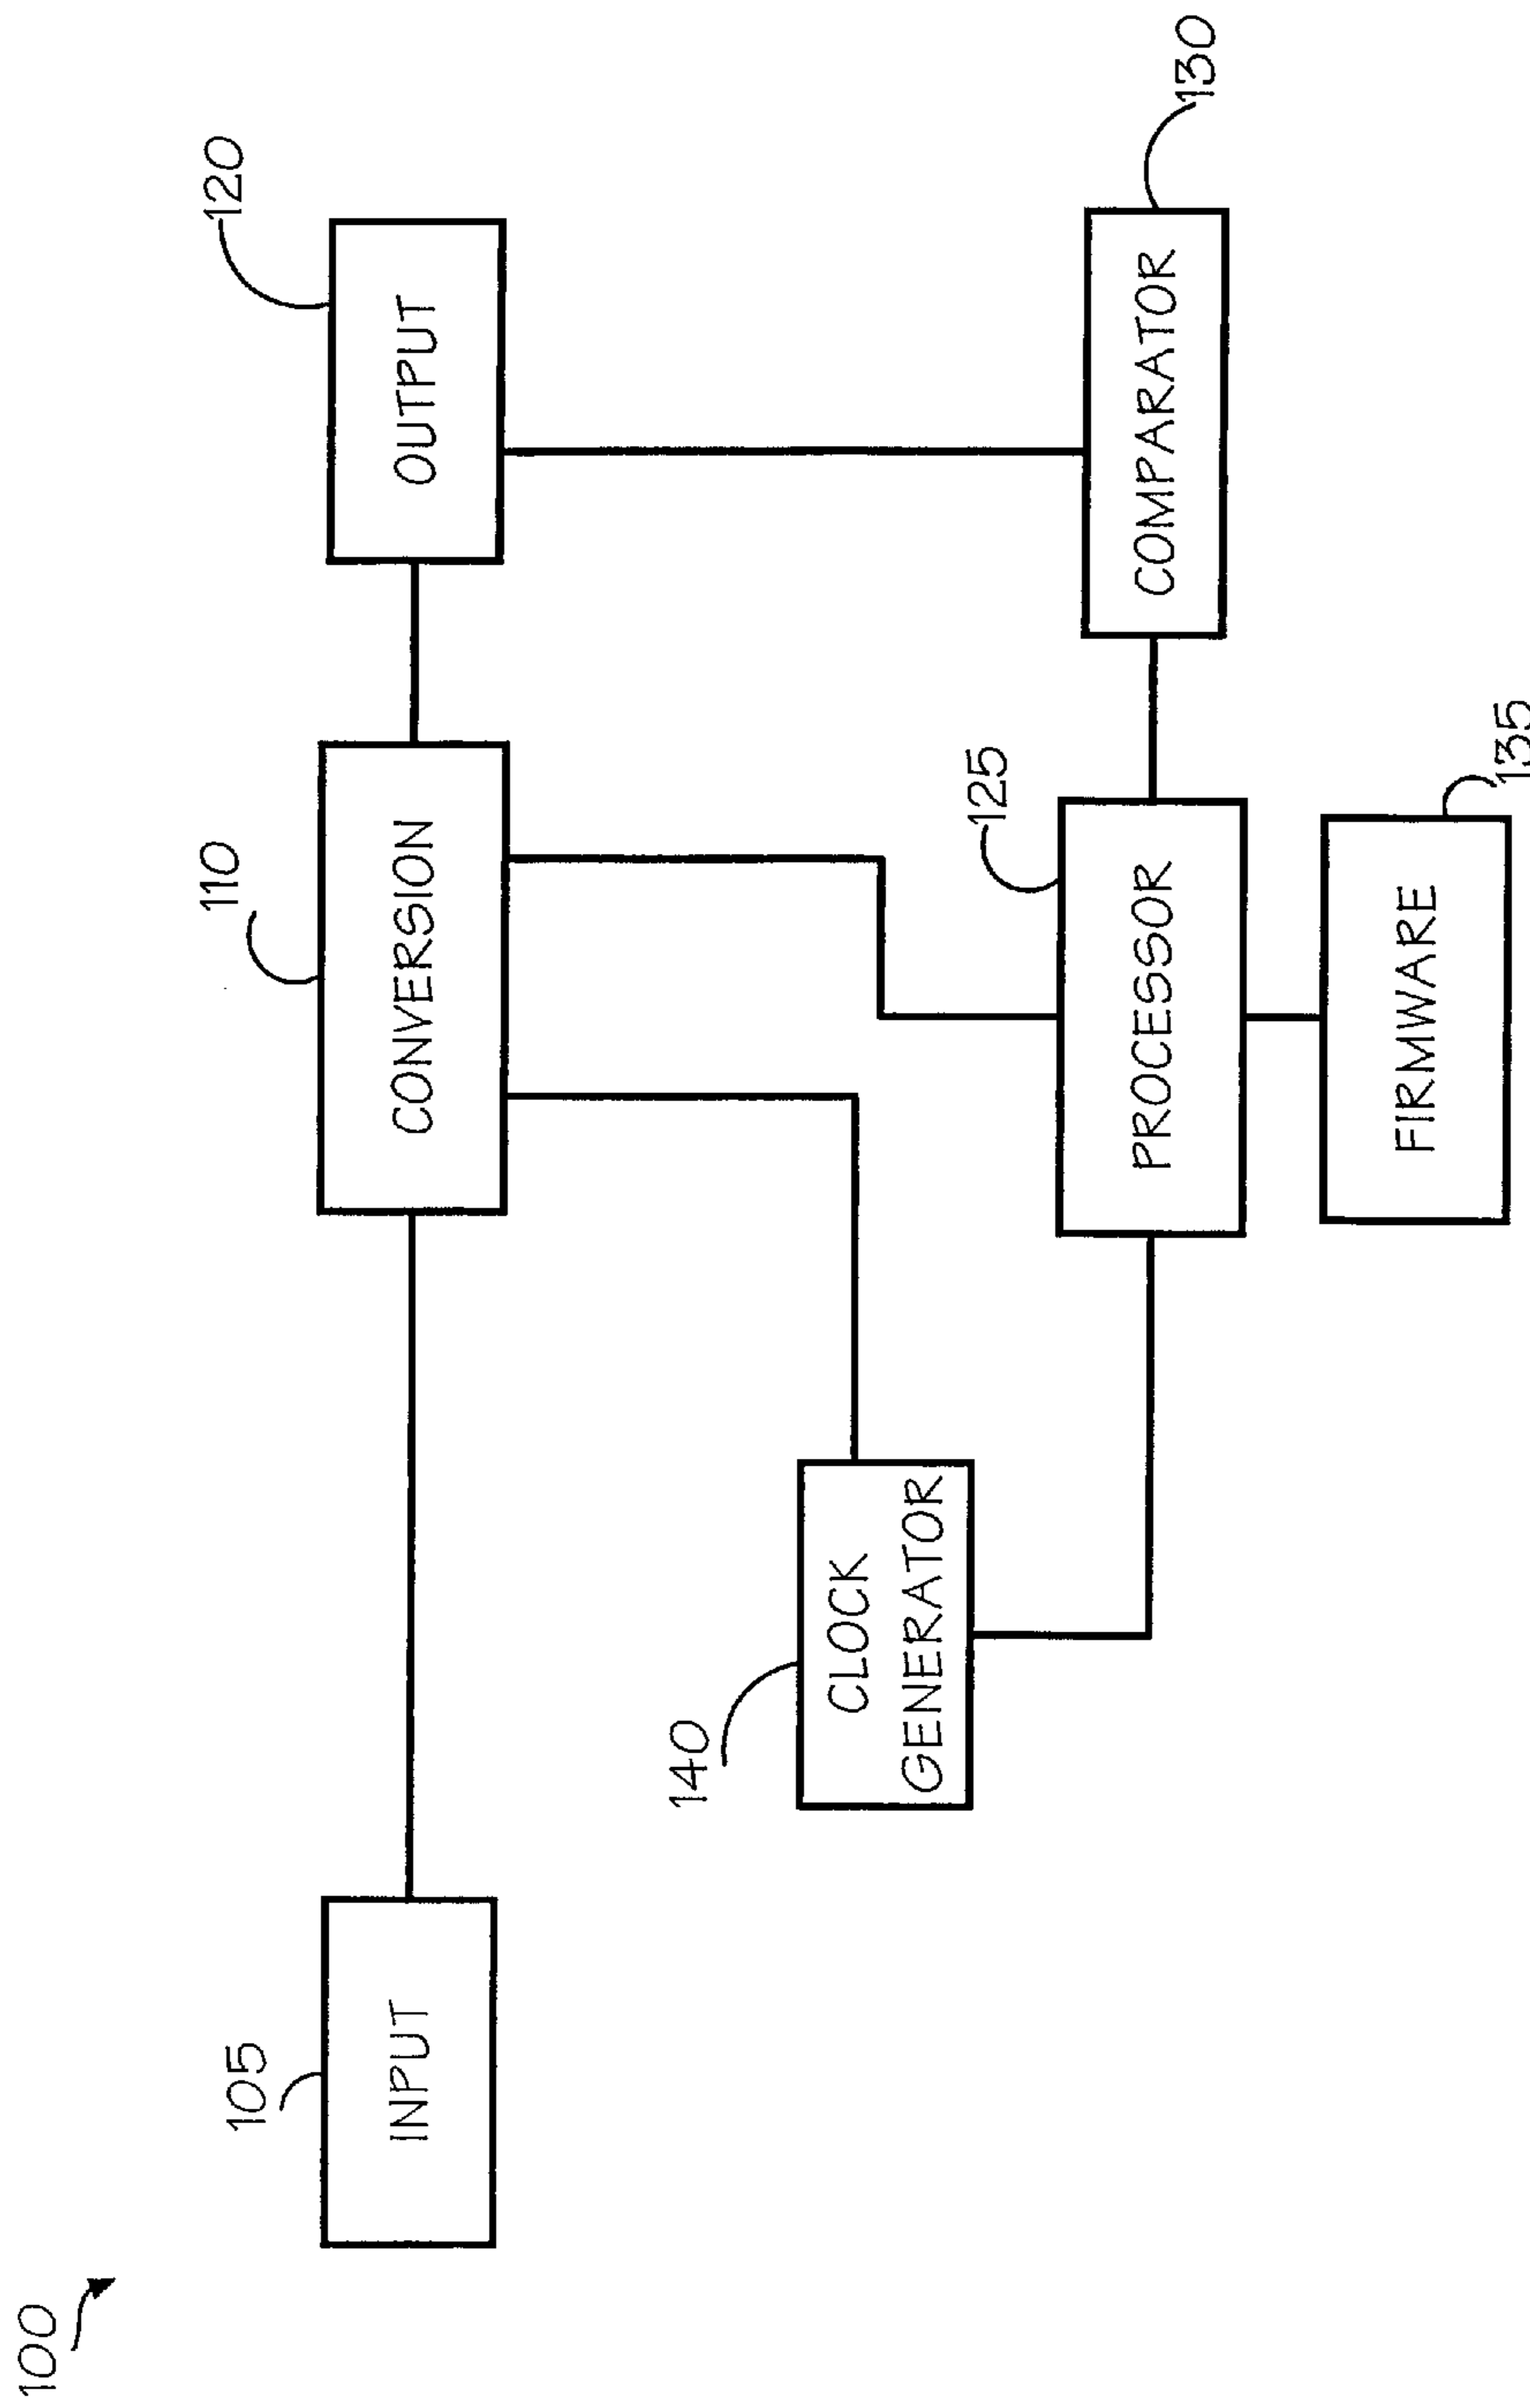 100
105
INPUT
110
CONVERSION
120
OUTPUT
140
CLOCK
GENERATOR
125
PROCESSOR
130
COMPARATOR
135
FIRMWARE